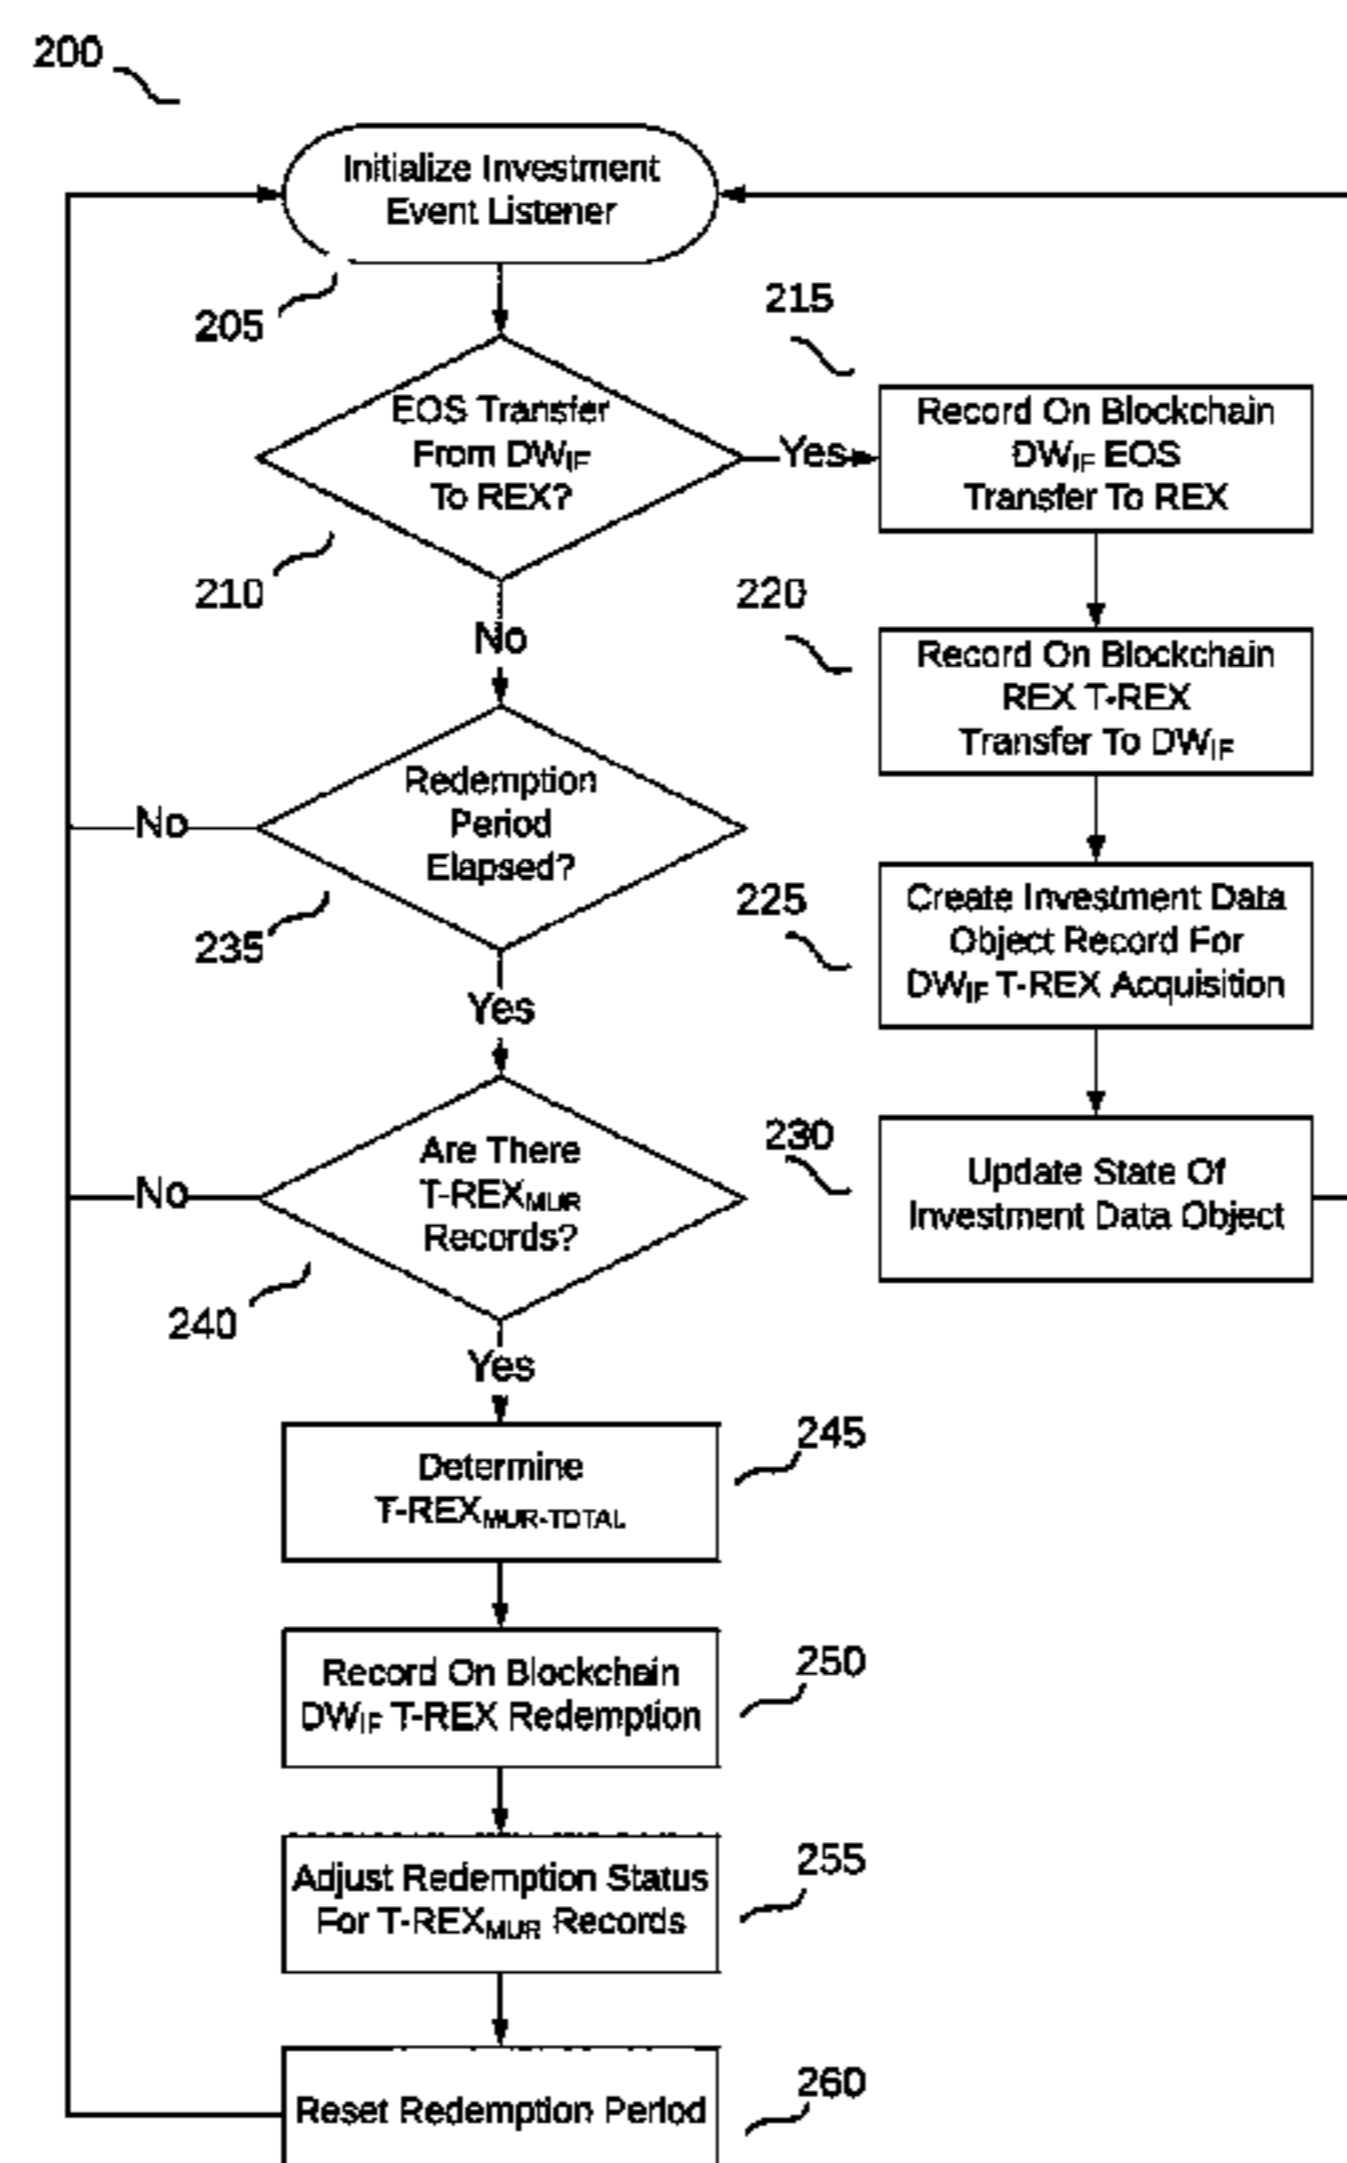 200
Initialize Investment
Event Listener
205
EOS Transfer
From DWIF
To REX?
210
Yes
215
Record On Blockchain
DWIF EOS
Transfer To REX
No
220
Record On Blockchain
REX T-REX
Transfer To DWIF
Redemption
Period
Elapsed?
No
235
225
Create Investment Data
Object Record For
DWIF T-REX Acquisition
Yes
230
Update State Of
Investment Data Object
Are There
T-REXMUR
Records?
No
240
Yes
245
Determine
T-REXMUR-TOTAL
250
Record On Blockchain
DWIF T-REX Redemption
255
Adjust Redemption Status
For T-REXMUR Records
260
Reset Redemption Period